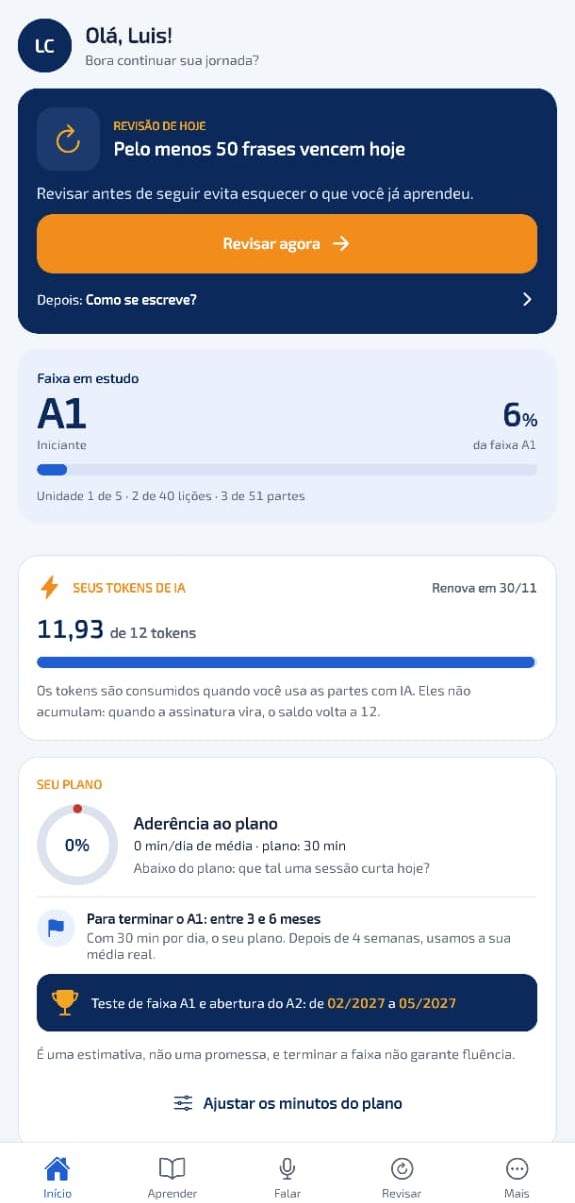 LC
Olá, Luis!
Bora continuar sua jornada?
REVISÃO DE HOJE
Pelo menos 50 frases vencem hoje
Revisar antes de seguir evita esquecer o que você já aprendeu.
Revisar agora →
Depois: Como se escreve?
Faixa em estudo
A1
6%
Iniciante
da faixa A1
Unidade 1 de 5 · 2 de 40 lições · 3 de 51 partes
SEUS TOKENS DE IA
Renova em 30/11
11,93 de 12 tokens
Os tokens são consumidos quando você usa as partes com IA. Eles não
acumulam: quando a assinatura vira, o saldo volta a 12.
SEU PLANO
0%
Aderência ao plano
0 min/dia de média · plano: 30 min
Abaixo do plano: que tal uma sessão curta hoje?
Para terminar o A1: entre 3 e 6 meses
Com 30 min por dia, o seu plano. Depois de 4 semanas, usamos a sua
média real.
Teste de faixa A1 e abertura do A2: de 02/2027 a 05/2027
É uma estimativa, não uma promessa, e terminar a faixa não garante fluência.
Ajustar os minutos do plano
Início
Aprender
Falar
Revisar
Mais